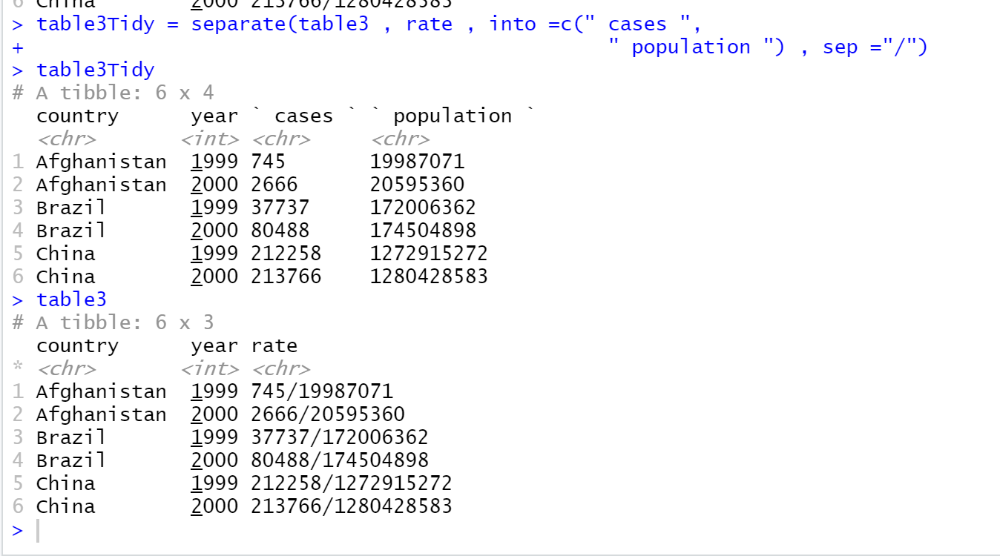 6 China        2000 213766/1280428583
> table3Tidy = separate(table3 , rate , into =c(" cases ",
+                                                  " population ") , sep ="/")
> table3Tidy
# A tibble: 6 x 4
  country      year ` cases ` ` population `
  <chr>       <int> <chr>     <chr>
1 Afghanistan  1999 745       19987071
2 Afghanistan  2000 2666      20595360
3 Brazil       1999 37737     172006362
4 Brazil       2000 80488     174504898
5 China        1999 212258    1272915272
6 China        2000 213766    1280428583
> table3
# A tibble: 6 x 3
  country      year rate
* <chr>       <int> <chr>
1 Afghanistan  1999 745/19987071
2 Afghanistan  2000 2666/20595360
3 Brazil       1999 37737/172006362
4 Brazil       2000 80488/174504898
5 China        1999 212258/1272915272
6 China        2000 213766/1280428583
>